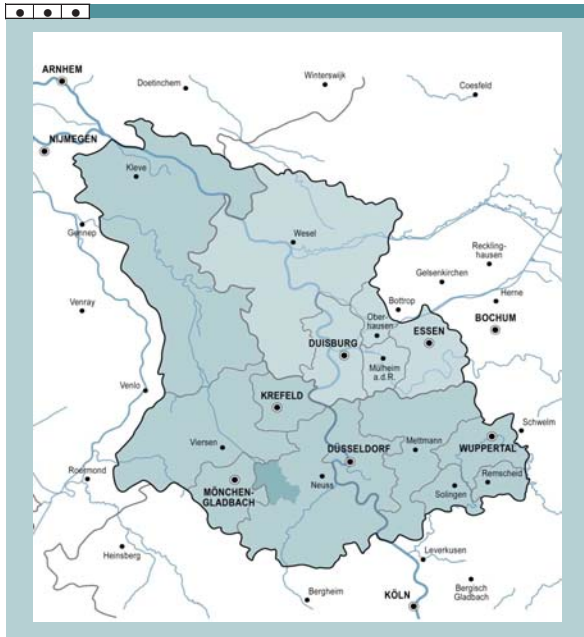 ARNHEM
Doetinchem
Winterswijk
Coesfeld
NIJMEGEN
Kleve
Gennep
Wesel
Reckling-
hausen
Gelsenkirchen
Herne
Bottrop
BOCHUM
Venray
Ober-
hausen
ESSEN
DUISBURG
Mülheim
a.d.R.
Venlo
KREFELD
Schwelm
Viersen
DÜSSELDORF
Mettmann
WUPPERTAL
Roermond
MÖNCHEN-
GLADBACH
Neuss
Solingen
Remscheid
Heinsberg
Leverkusen
Bergheim
KÖLN
Bergisch
Gladbach